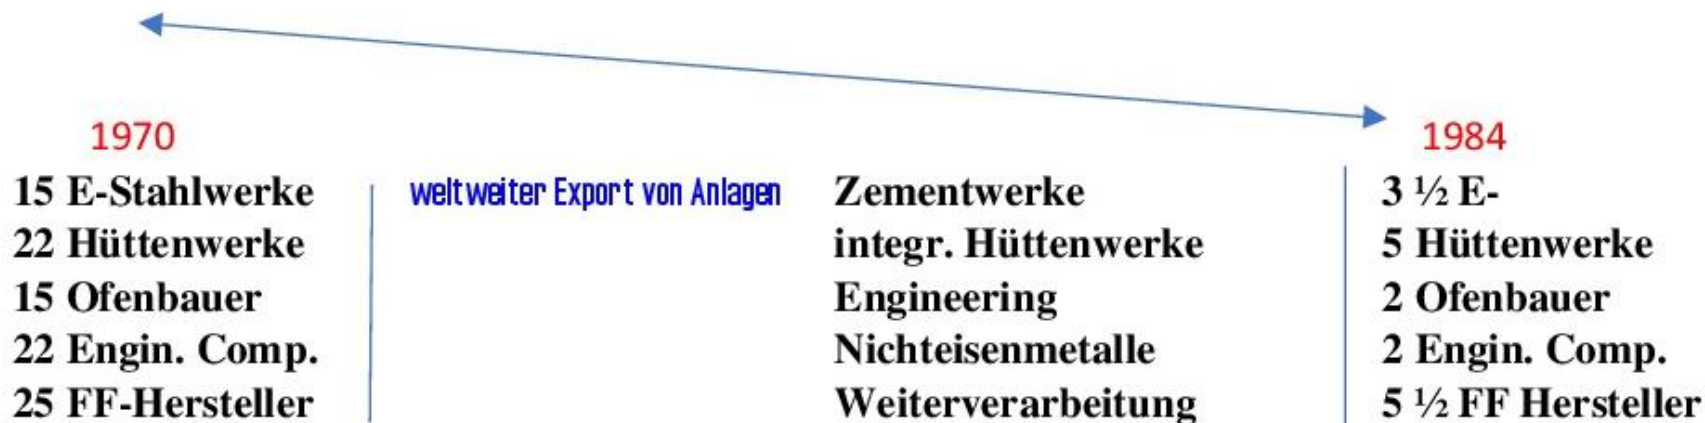 1970 1984
15 E-Stahlwerke weltweiter Export von Anlagen Zementwerke 3 ½ E-
22 Hüttenwerke integr. Hüttenwerke 5 Hüttenwerke
15 Ofenbauer Engineering 2 Ofenbauer
22 Engin. Comp. Nichteisenmetalle 2 Engin. Comp.
25 FF-Hersteller Weiterverarbeitung 5 ½ FF Hersteller